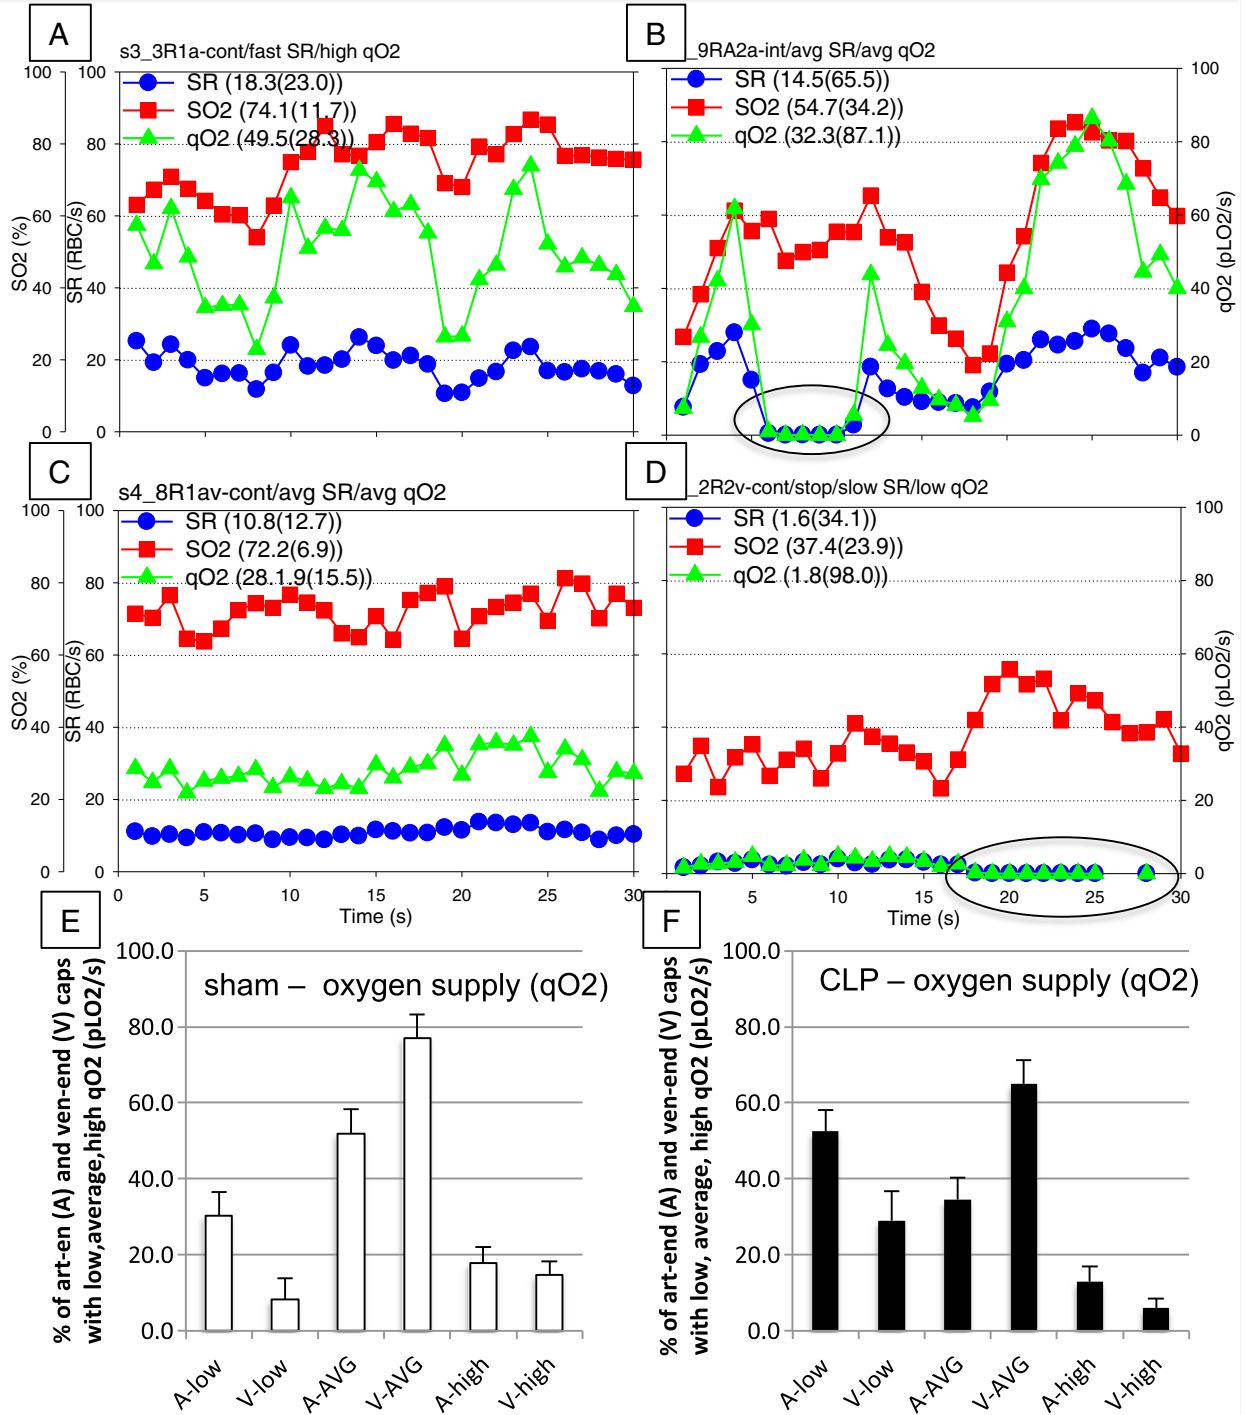 A
s3_3R1a-cont/fast SR/high qO2
100
100
SR (18.3(23.0))
SO2 (74.1(11.7))
qO2 (49.5(28.3))
80
80
60
60
40
40
20
20
0
0
SO2 (%)
SR (RBC/s)
B
_9RA2a-int/avg SR/avg qO2
SR (14.5(65.5))
SO2 (54.7(34.2))
qO2 (32.3(87.1))
100
80
60
40
20
0
qO2 (pLO2/s)
C
s4_8R1av-cont/avg SR/avg qO2
100
100
SR (10.8(12.7))
SO2 (72.2(6.9))
qO2 (28.1.9(15.5))
80
80
60
60
40
40
20
20
0
0
SO2 (%)
SR (RBC/s)
0
5
10
15
20
25
30
Time (s)
D
_2R2v-cont/stop/slow SR/low qO2
SR (1.6(34.1))
SO2 (37.4(23.9))
qO2 (1.8(98.0))
100
80
60
40
20
0
qO2 (pLO2/s)
5
10
15
20
25
30
Time (s)
E
% of art-en (A) and ven-end (V) caps
with low,average,high qO2 (pLO2/s)
sham – oxygen supply (qO2)
100.0
80.0
60.0
40.0
20.0
0.0
A-low
V-low
A-AVG
V-AVG
A-high
V-high
F
% of art-end (A) and ven-end (V) caps
with low, average, high qO2 (pLO2/s)
CLP – oxygen supply (qO2)
100.0
80.0
60.0
40.0
20.0
0.0
A-low
V-low
A-AVG
V-AVG
A-high
V-high